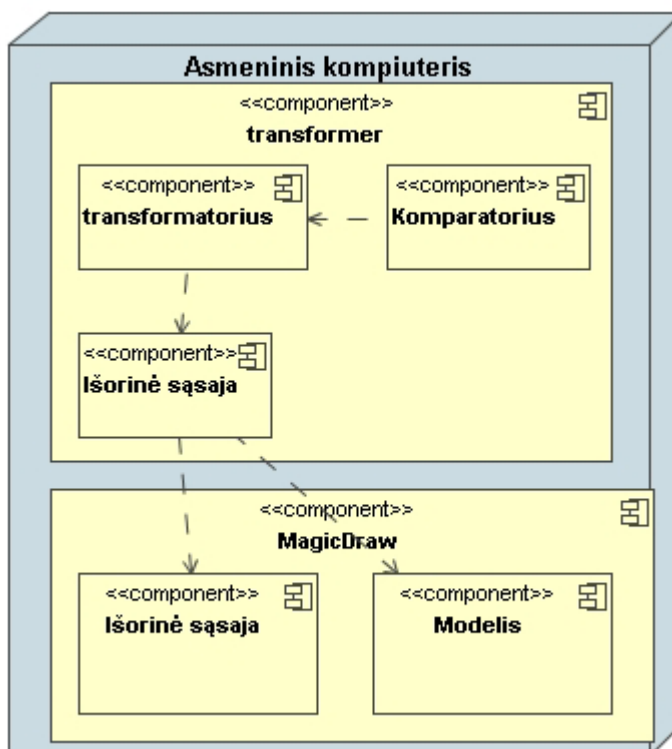 Asmeninis kompiuteris
<<component>>
transformer
<<component>>
transformatorius
<<component>>
Komparatorius
<<component>>
Išorinė sąsaja
<<component>>
MagicDraw
<<component>>
Išorinė sąsaja
<<component>>
Modelis